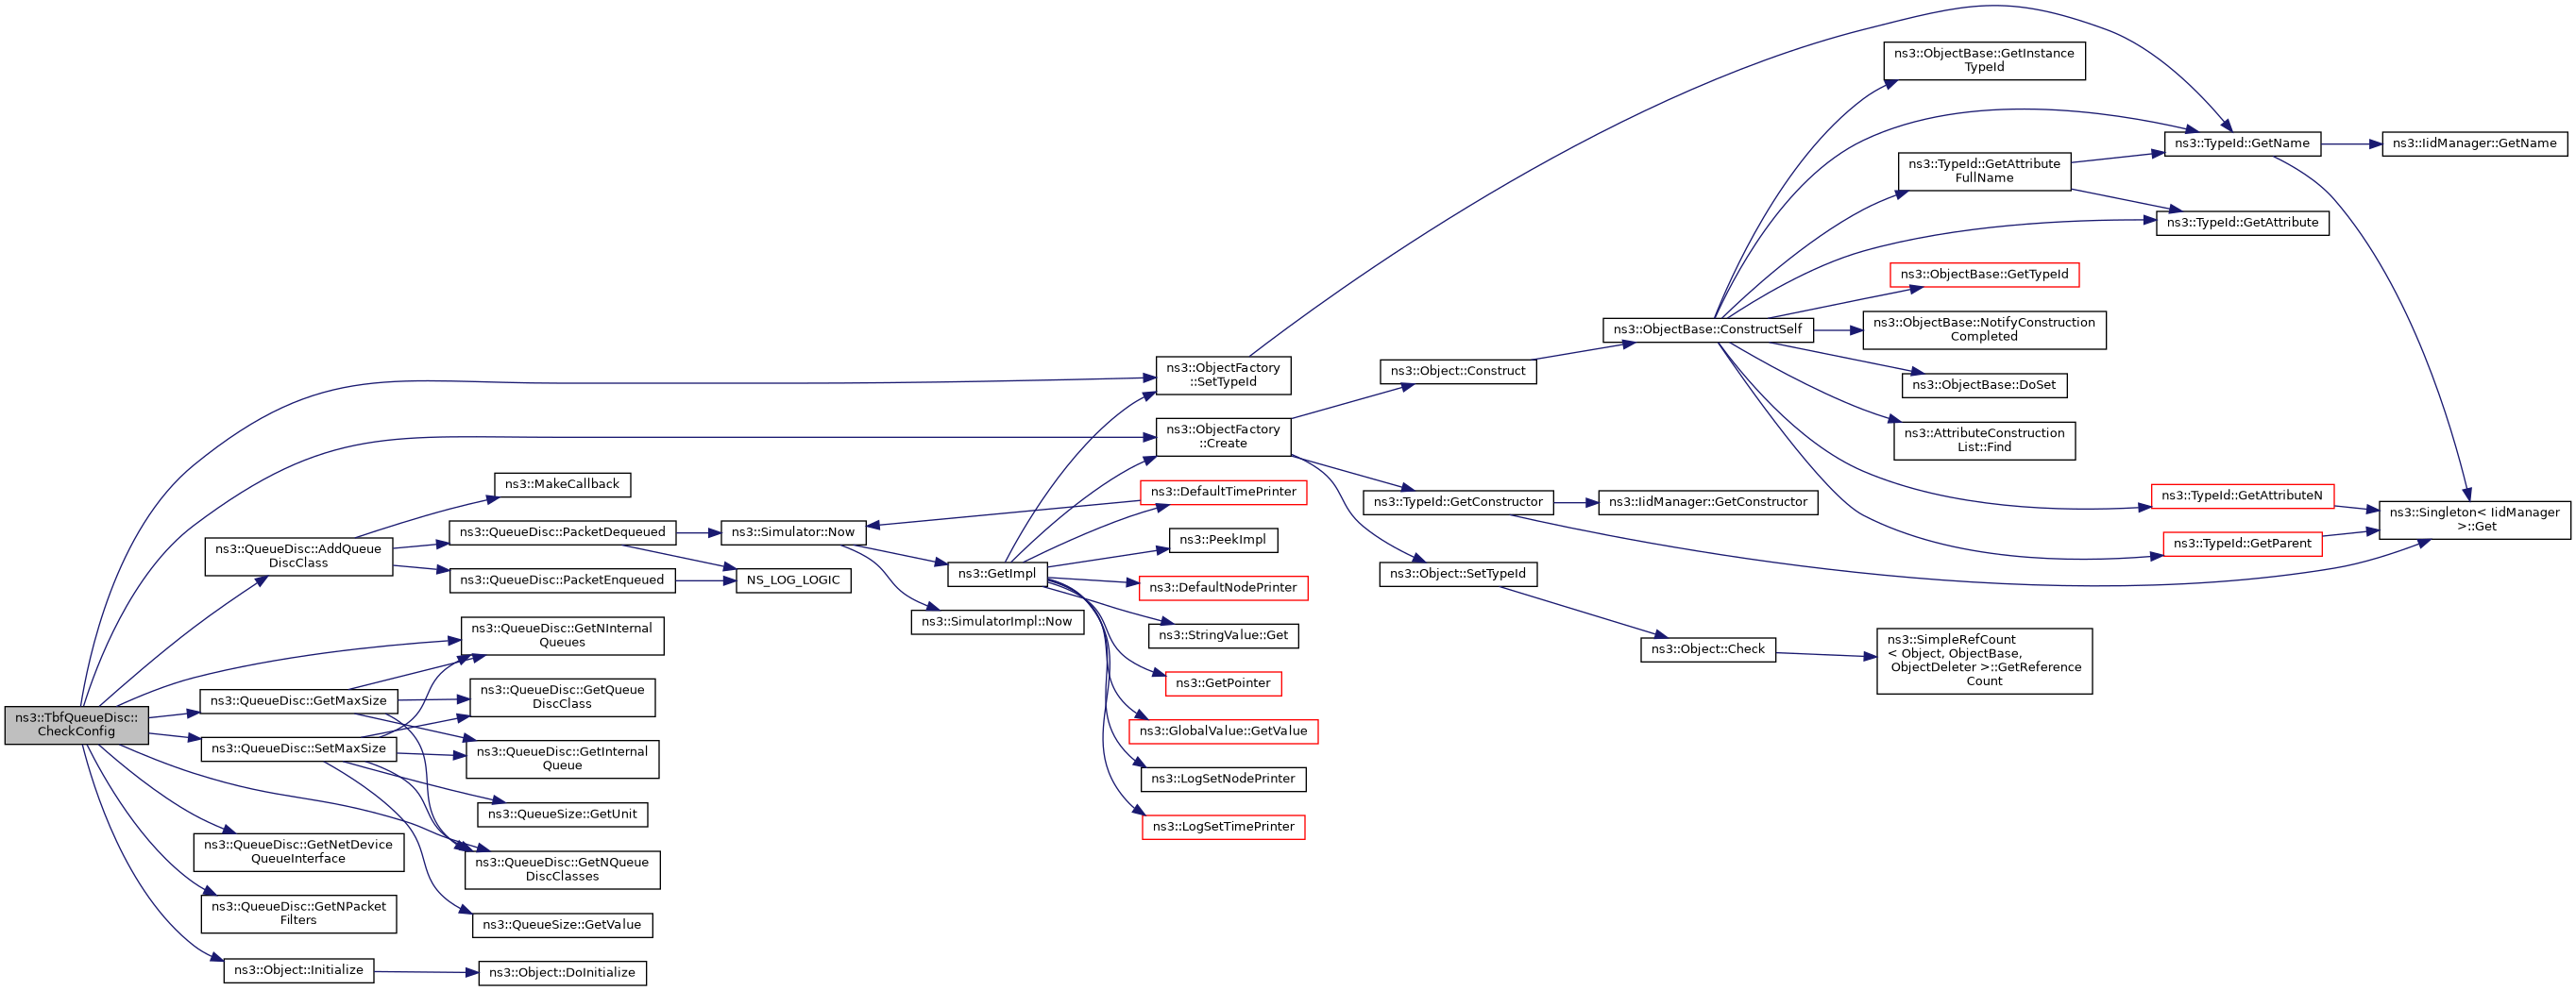 ns3::TbfQueueDisc::
CheckConfig
ns3::QueueDisc::AddQueue
DiscClass
ns3::QueueDisc::GetMaxSize
ns3::QueueDisc::SetMaxSize
ns3::QueueDisc::GetNetDevice
QueueInterface
ns3::QueueDisc::GetNPacket
Filters
ns3::Object::Initialize
ns3::MakeCallback
ns3::QueueDisc::PacketDequeued
ns3::QueueDisc::PacketEnqueued
ns3::QueueDisc::GetNInternal
Queues
ns3::QueueDisc::GetQueue
DiscClass
ns3::QueueDisc::GetInternal
Queue
ns3::QueueSize::GetUnit
ns3::QueueDisc::GetNQueue
DiscClasses
ns3::QueueSize::GetValue
ns3::Object::DoInitialize
ns3::Simulator::Now
NS_LOG_LOGIC
ns3::GetImpl
ns3::SimulatorImpl::Now
ns3::ObjectFactory
::SetTypeId
ns3::ObjectFactory
::Create
ns3::DefaultTimePrinter
ns3::PeekImpl
ns3::DefaultNodePrinter
ns3::StringValue::Get
ns3::GetPointer
ns3::GlobalValue::GetValue
ns3::LogSetNodePrinter
ns3::LogSetTimePrinter
ns3::Object::Construct
ns3::TypeId::GetConstructor
ns3::Object::SetTypeId
ns3::ObjectBase::ConstructSelf
ns3::IidManager::GetConstructor
ns3::Object::Check
ns3::ObjectBase::GetInstance
TypeId
ns3::TypeId::GetAttribute
FullName
ns3::ObjectBase::GetTypeId
ns3::ObjectBase::NotifyConstruction
Completed
ns3::ObjectBase::DoSet
ns3::AttributeConstruction
List::Find
ns3::SimpleRefCount
< Object, ObjectBase,
ObjectDeleter >::GetReference
Count
ns3::TypeId::GetName
ns3::TypeId::GetAttribute
ns3::TypeId::GetAttributeN
ns3::TypeId::GetParent
ns3::IidManager::GetName
ns3::Singleton< IidManager
>::Get